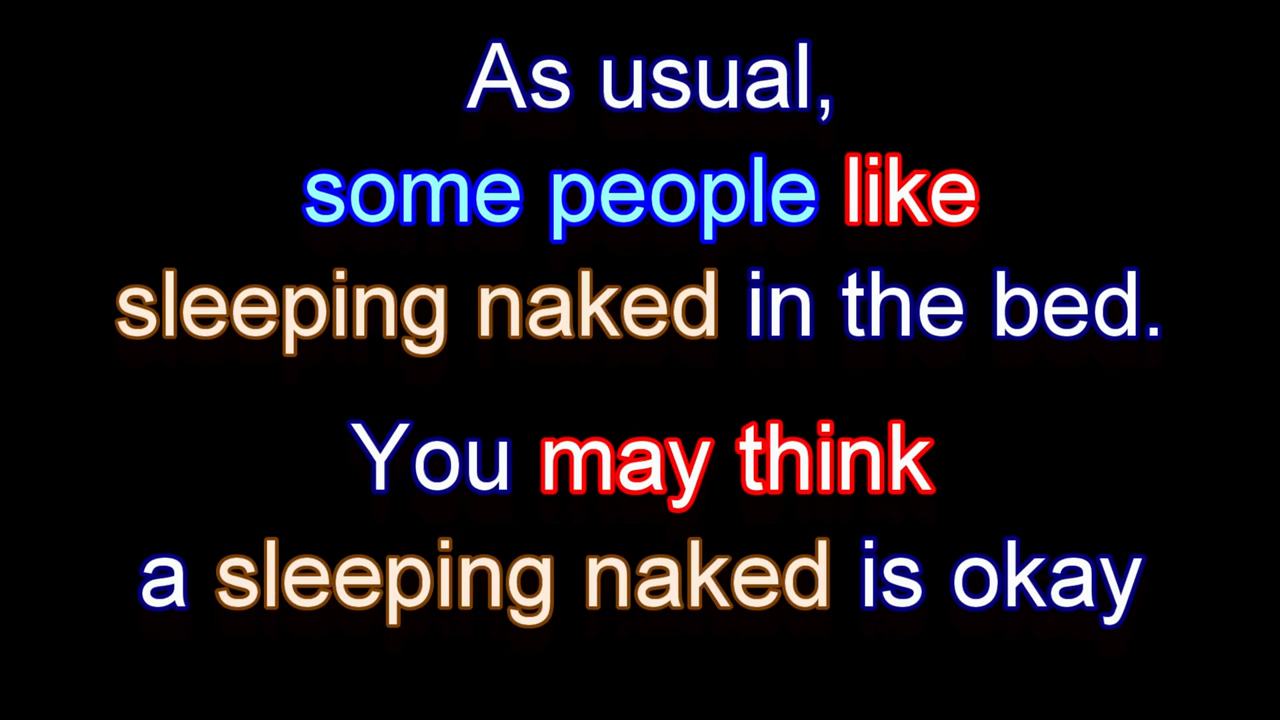 As usual,
some people like
sleeping naked in the bed.
You may think
a sleeping naked is okay